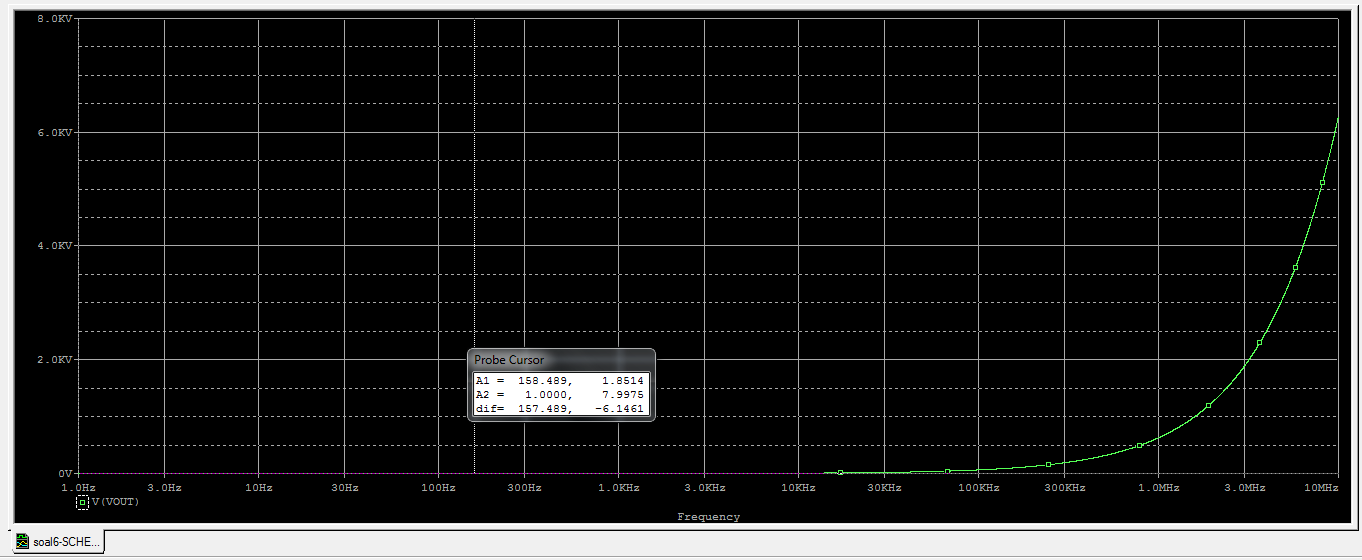 8.0KV
6.0KV
4.0KV
2.0KV
0V
1.0Hz 3.0Hz 10Hz 30Hz 100Hz 300Hz 1.0KHz 3.0KHz 10KHz 30KHz 100KHz 300KHz 1.0MHz 3.0MHz 10MHz
V(VOUT)
Frequency
Probe Cursor
A1 = 158.489, 1.8514
A2 = 1.0000, 7.9975
dif= 157.489, -6.1461
soal6-SCHE...